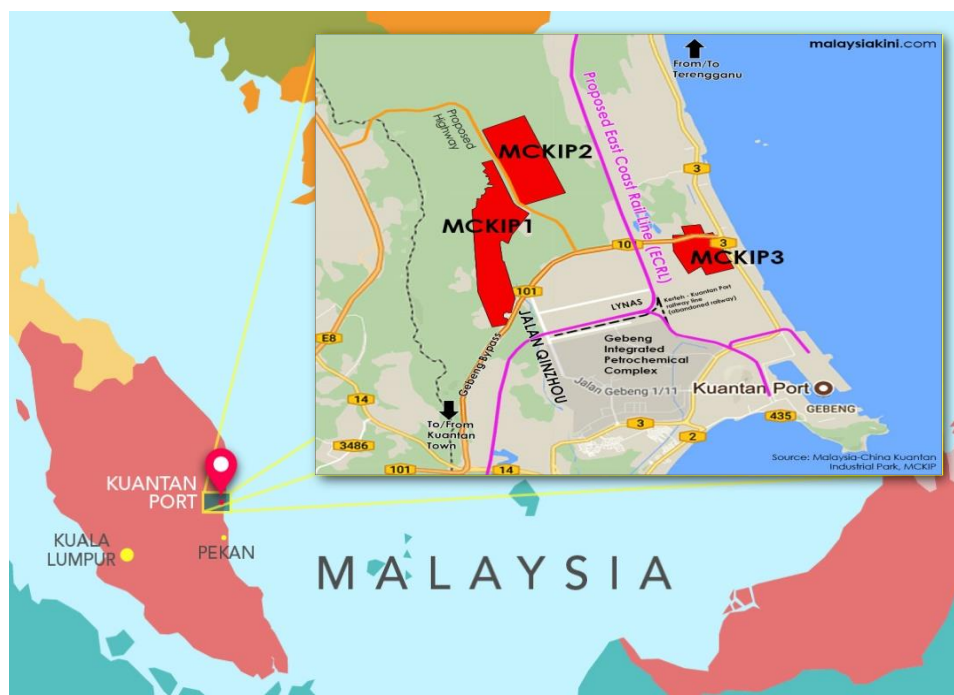 malaysiakini.com
From/To
Terengganu
Proposed
Highway
MCKIP2
Proposed East Coast Rail Line (ECRL)
3
MCKIP1
101
3
MCKIP3
101
LYNAS
Kerteh - Kuantan Port
railway line
(abandoned railway)
E8
Gebeng Bypass
JALAN QINZHOU
Gebeng
Integrated
Petrochemical
Complex
Jalan Gebeng 1/11
Kuantan Port
GEBENG
14
To/From
Kuantan
Town
3
435
2
3486
101
14
Source: Malaysia-China Kuantan
Industrial Park, MCKIP
KUANTAN
PORT
KUALA
LUMPUR
PEKAN
MALAYSIA